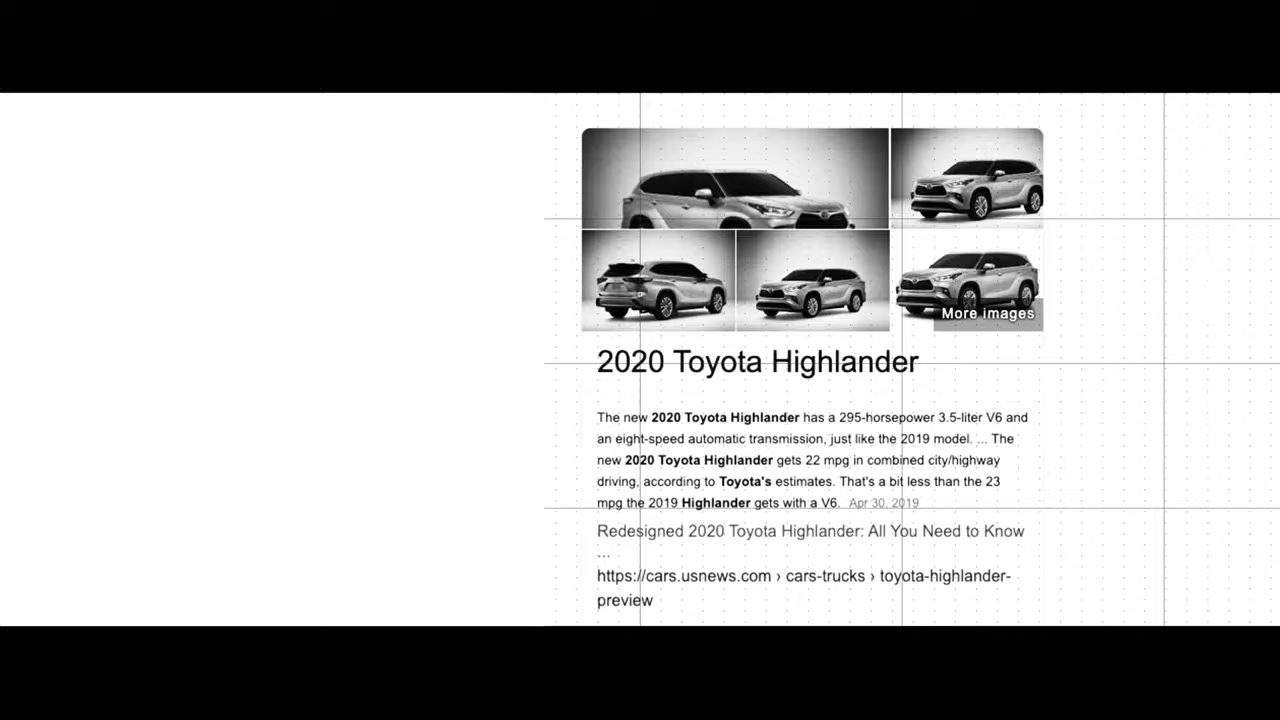 More images
2020 Toyota Highlander
The new 2020 Toyota Highlander has a 295-horsepower 3.5-liter V6 and
an eight-speed automatic transmission, just like the 2019 model. ... The
new 2020 Toyota Highlander gets 22 mpg in combined city/highway
driving, according to Toyota's estimates. That's a bit less than the 23
mpg the 2019 Highlander gets with a V6. Apr 30, 2019
Redesigned 2020 Toyota Highlander: All You Need to Know
...
https://cars.usnews.com › cars-trucks › toyota-highlander-
preview